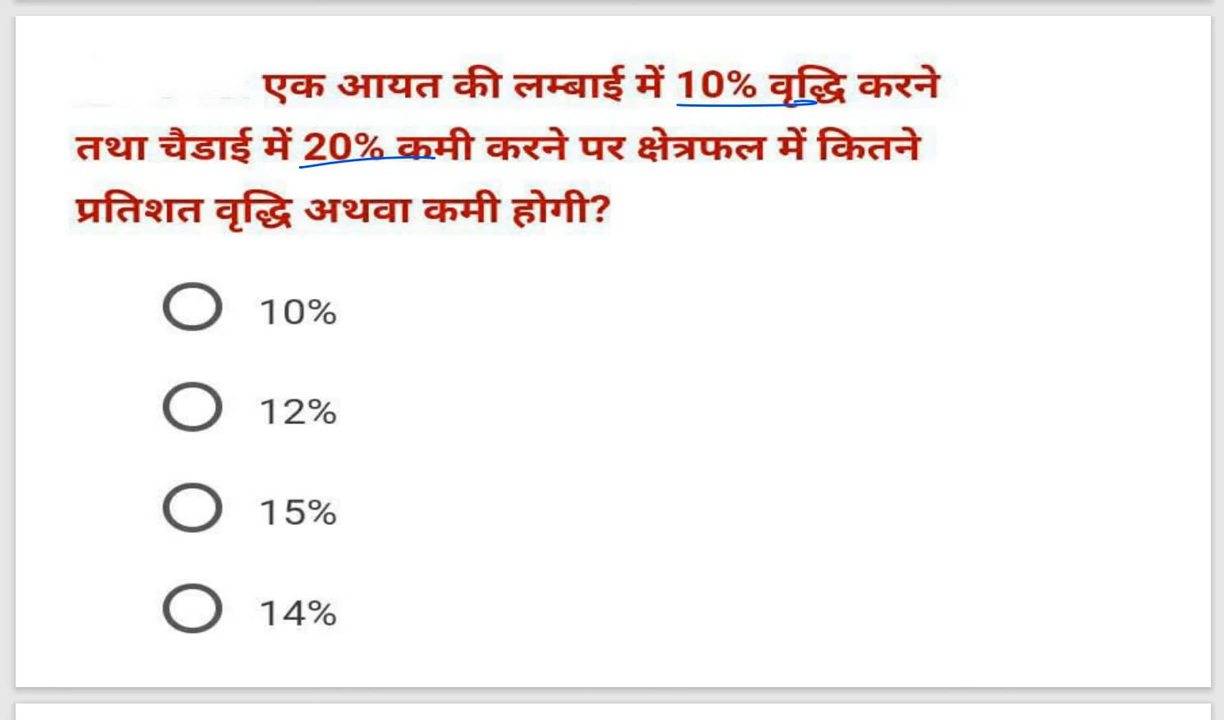 एक आयत की लम्बाई में 10% वृद्धि करने
तथा चैडाई में 20% कमी करने पर क्षेत्रफल में कितने
प्रतिशत वृद्धि अथवा कमी होगी?
10%
12%
15%
14%